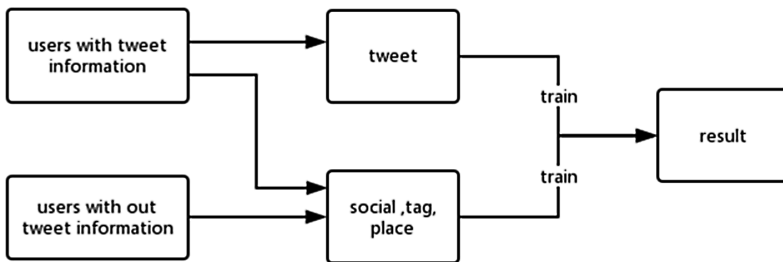 users with tweet
information
tweet
train
result
train
users with out
tweet information
social ,tag,
place